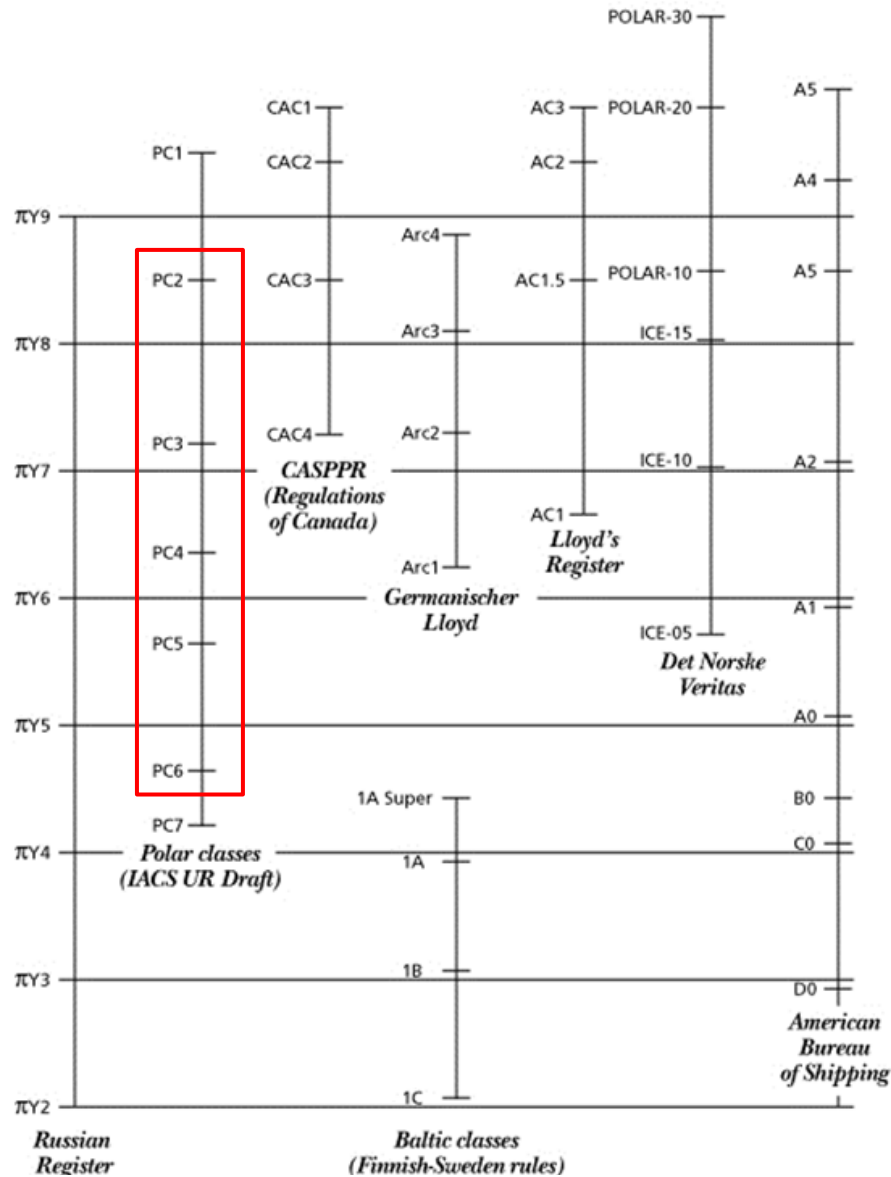 POLAR-30
A5
CAC1
AC3
POLAR-20
PC1
CAC2
AC2
A4
πY9
Arc4
PC2
CAC3
AC1.5
POLAR-10
A5
Arc3
ICE-15
πY8
PC3
CAC4
Arc2
ICE-10
A2
πY7
CASPPR
(Regulations
of Canada)
AC1
Lloyd's
Register
PC4
Arc1
πY6
Germanischer
Lloyd
A1
PC5
ICE-05
Det Norske
Veritas
A0
πY5
PC6
1A Super
B0
PC7
C0
πY4
Polar classes
(IACS UR Draft)
1A
1B
πY3
D0
American
Bureau
of Shipping
1C
πY2
Russian
Register
Baltic classes
(Finnish-Sweden rules)